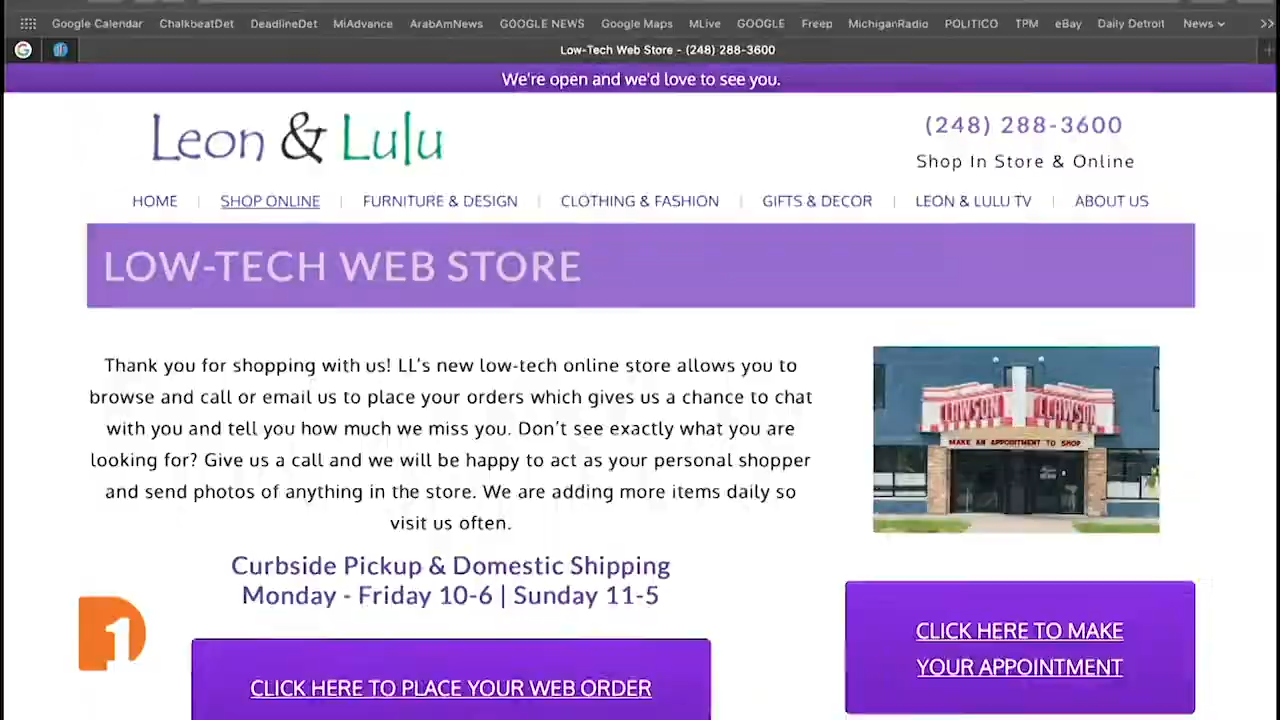 Google Calendar ChalkbeatDet DeadlineDet MiAdvance ArabAmNews GOOGLE NEWS Google Maps MLive GOOGLE Freep MichiganRadio POLITICO TPM eBay Daily Detroit News
Low-Tech Web Store - (248) 288-3600
We're open and we'd love to see you.
Leon & Lulu
(248) 288-3600
Shop In Store & Online
HOME | SHOP ONLINE | FURNITURE & DESIGN | CLOTHING & FASHION | GIFTS & DECOR | LEON & LULU TV | ABOUT US
LOW-TECH WEB STORE
Thank you for shopping with us! LL's new low-tech online store allows you to
browse and call or email us to place your orders which gives us a chance to chat
with you and tell you how much we miss you. Don't see exactly what you are
looking for? Give us a call and we will be happy to act as your personal shopper
and send photos of anything in the store. We are adding more items daily so
visit us often.
Curbside Pickup & Domestic Shipping
Monday - Friday 10-6 | Sunday 11-5
CLICK HERE TO PLACE YOUR WEB ORDER
LAWSON CLAWSON
MAKE AN APPOINTMENT TO SHOP
CLICK HERE TO MAKE
YOUR APPOINTMENT
1